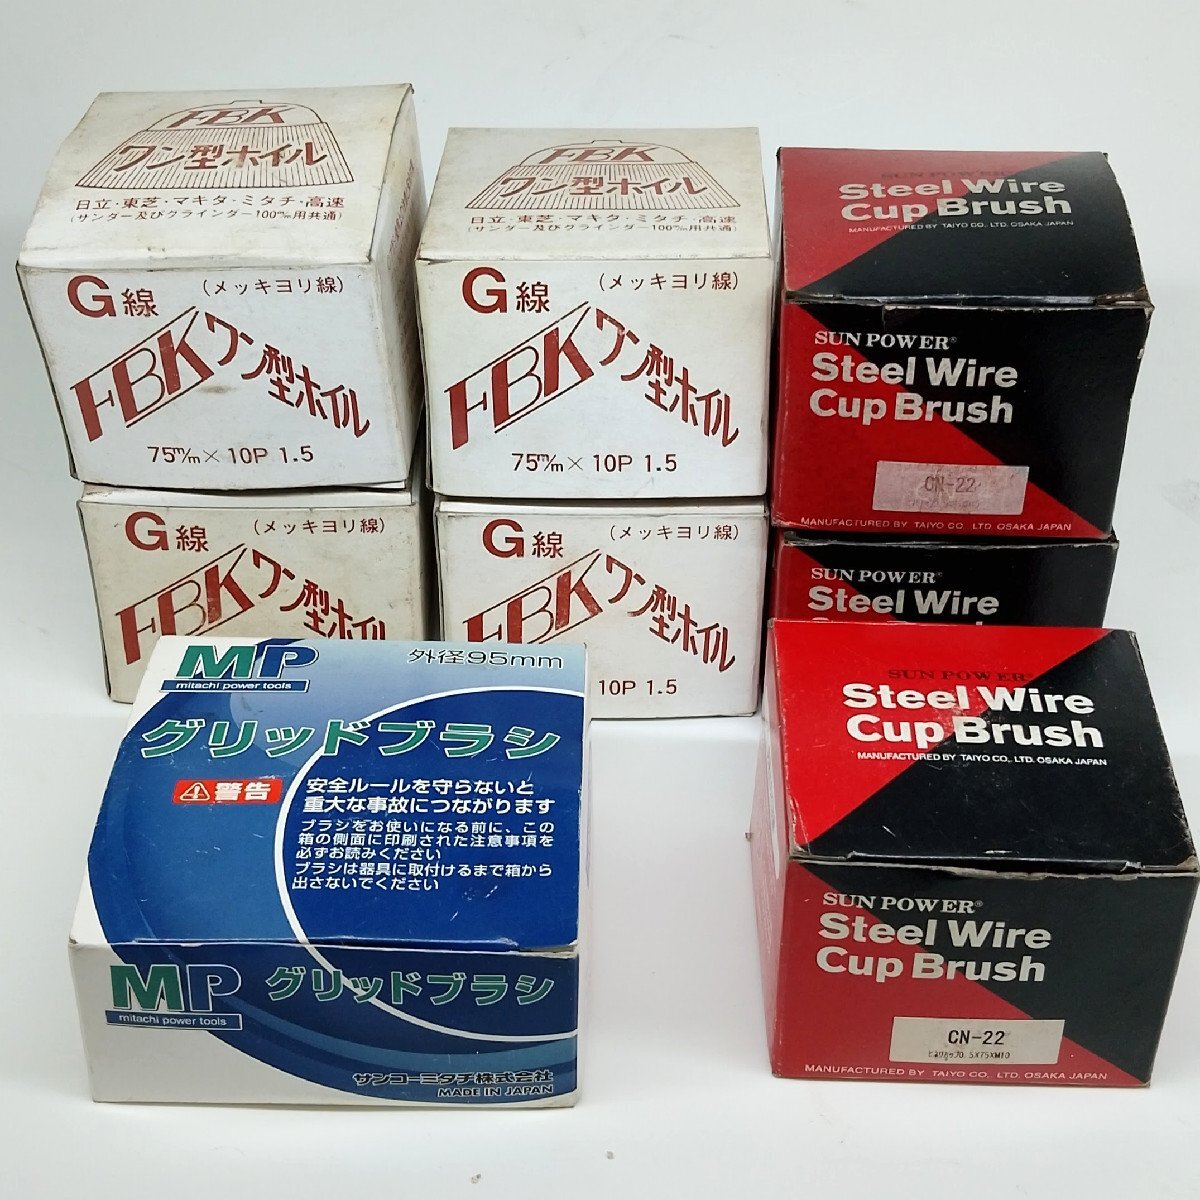 FBK
ワン型ホイル
日立・東芝・マキタ・ミタチ・高速
(サンダー及びグラインダー100m/m用共通)
G線
(メッキヨリ線)
FBKワン型ホイル
75m/m×10P 1.5
FBK
ワン型ホイル
日立・東芝・マキタ・ミタチ・高速
(サンダー及びグラインダー100m/m用共通)
G線
(メッキヨリ線)
FBKワン型ホイル
75m/m×10P 1.5
SUN POWER
Steel Wire
Cup Brush
MANUFACTURED BY TAIYO CO., LTD. OSAKA JAPAN
SUN POWER®
Steel Wire
Cup Brush
CN-22
MANUFACTURED BY TAIYO CO., LTD. OSAKA JAPAN
G線
(メッキヨリ線)
FBKワン型ホイル
G線
(メッキヨリ線)
FBKワン型ホイル
10P 1.5
SUN POWER®
Steel Wire
MP
mitachi power tools
外径95mm
グリッドブラシ
警告
安全ルールを守らないと
重大な事故につながります
ブラシをお使いになる前に、この
箱の側面に印刷された注意事項を
必ずお読みください
ブラシは器具に取付けるまで箱から
出さないでください
MP
mitachi power tools
グリッドブラシ
サンコーミタチ株式会社
MADE IN JAPAN
SUN POWER
Steel Wire
Cup Brush
MANUFACTURED BY TAIYO CO., LTD. OSAKA JAPAN
SUN POWER®
Steel Wire
Cup Brush
CN-22
5X75XM10
MANUFACTURED BY TAIYO CO., LTD. OSAKA JAPAN